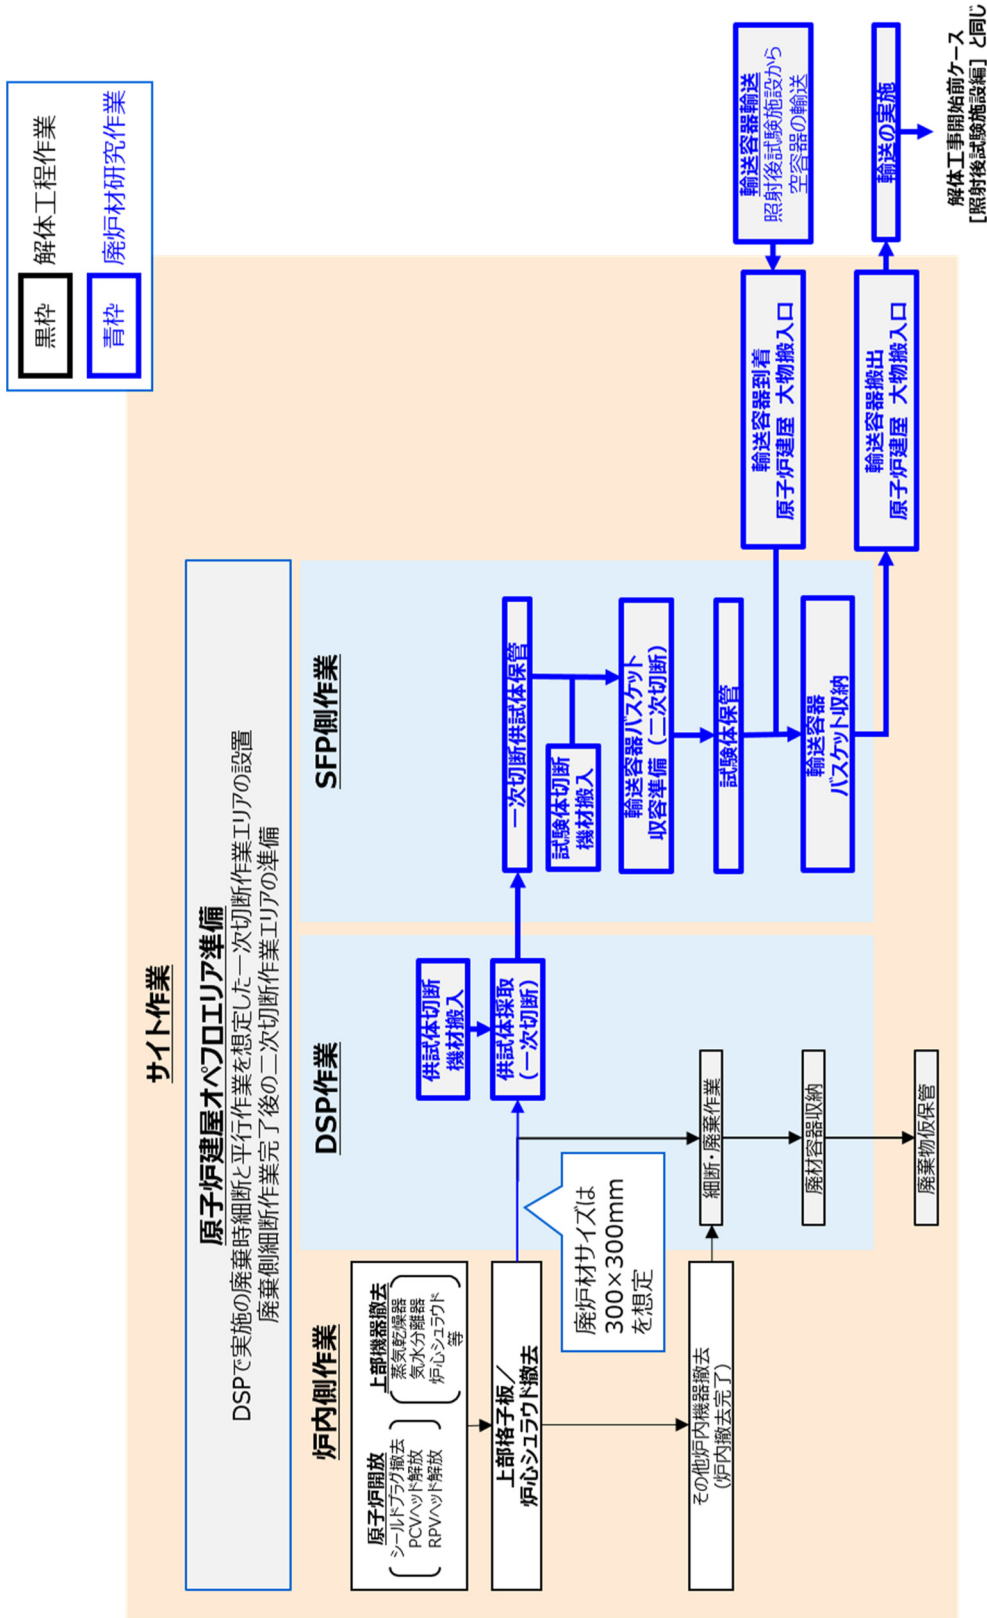 黒枠 解体工程作業
青枠 廃炉材研究作業
サイト作業
原子炉建屋オペフロエリア準備
DSPで実施の廃棄時細断と平行作業を想定した一次切断作業エリアの設置
廃棄側細断作業完了後の二次切断作業エリアの準備
炉内側作業
原子炉開放
シールドプラグ撤去
PCVヘッド解放
RPVヘッド解放
上部機器撤去
蒸気乾燥器
気水分離器
炉心シュラウド
等
上部格子板/
炉心シュラウド撤去
廃炉材サイズは
300×300mm
を想定
その他炉内機器撤去
(炉内撤去完了)
DSP作業
供試体切断
機材搬入
供試体採取
(一次切断)
細断・廃棄作業
廃材容器収納
廃棄物仮保管
SFP側作業
一次切断供試体保管
試験体切断
機材搬入
輸送容器バスケット
収容準備(二次切断)
試験体保管
輸送容器
バスケット収納
輸送容器輸送
照射後試験施設から
空容器の輸送
輸送容器到着
原子炉建屋 大物搬入口
輸送容器搬出
原子炉建屋 大物搬入口
輸送の実施
解体工事開始前ケース
[照射後試験施設編]と同じ